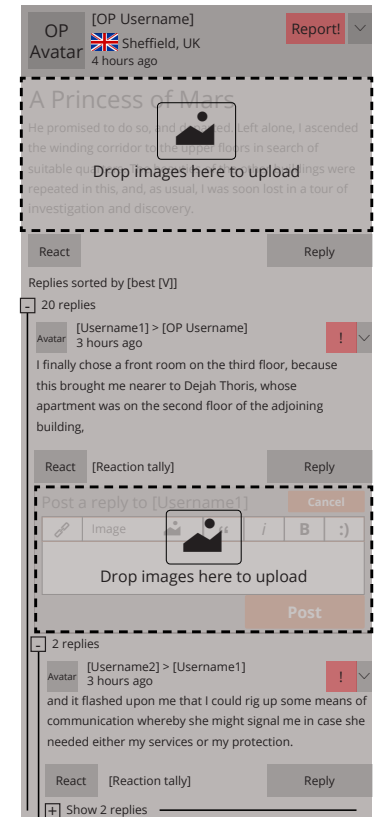 OP
Avatar
[OP Username]
Sheffield, UK
4 hours ago
Report!
A Princess of Mars
He promised to do so, and departed. Left alone, I ascended
the winding corridor to the upper floors in search of
suitable buildings were
Drop images here to upload
repeated in this, and, as usual, I was soon lost in a tour of
investigation and discovery.
React
Reply
Replies sorted by [best [V]]
- 20 replies
Avatar
[Username1] > [OP Username]
3 hours ago
!
I finally chose a front room on the third floor, because
this brought me nearer to Dejah Thoris, whose
apartment was on the second floor of the adjoining
building,
React
[Reaction tally]
Reply
Post a reply to [Username1]
Cancel
Image
“
i
B
:)
Drop images here to upload
Post
- 2 replies
Avatar
[Username2] > [Username1]
3 hours ago
!
and it flashed upon me that I could rig up some means of
communication whereby she might signal me in case she
needed either my services or my protection.
React
[Reaction tally]
Reply
+ Show 2 replies